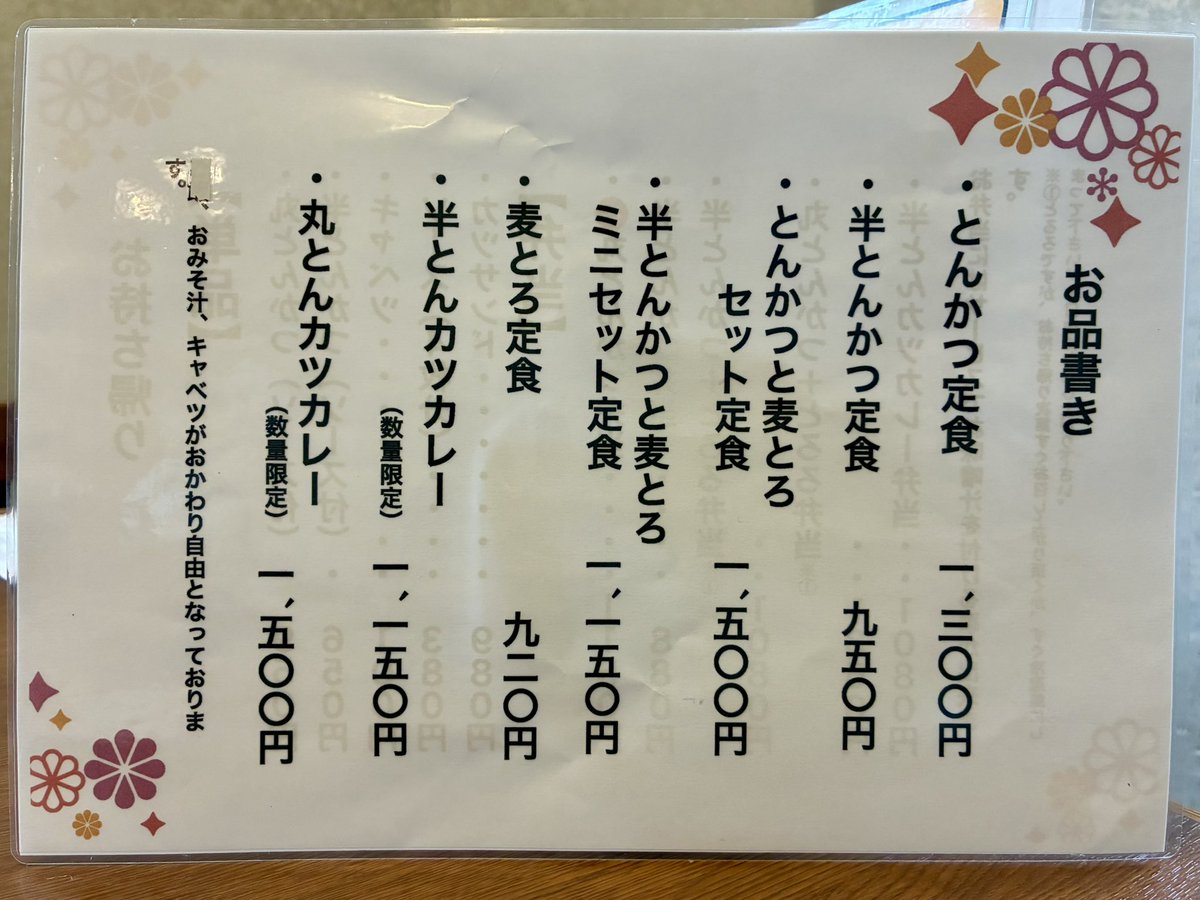 お品書き
・とんかつ定食　一、三〇〇円
・半とんかつ定食　九五〇円
・とんかつと麦とろ
セット定食　一、五〇〇円
・半とんかつと麦とろ
ミニセット定食　一、一五〇円
・麦とろ定食　九二〇円
・半とんカツカレー
（数量限定）　一、一五〇円
・丸とんカツカレー
（数量限定）　一、五〇〇円
、おみそ汁、キャベツがおかわり自由となっておりま
す。